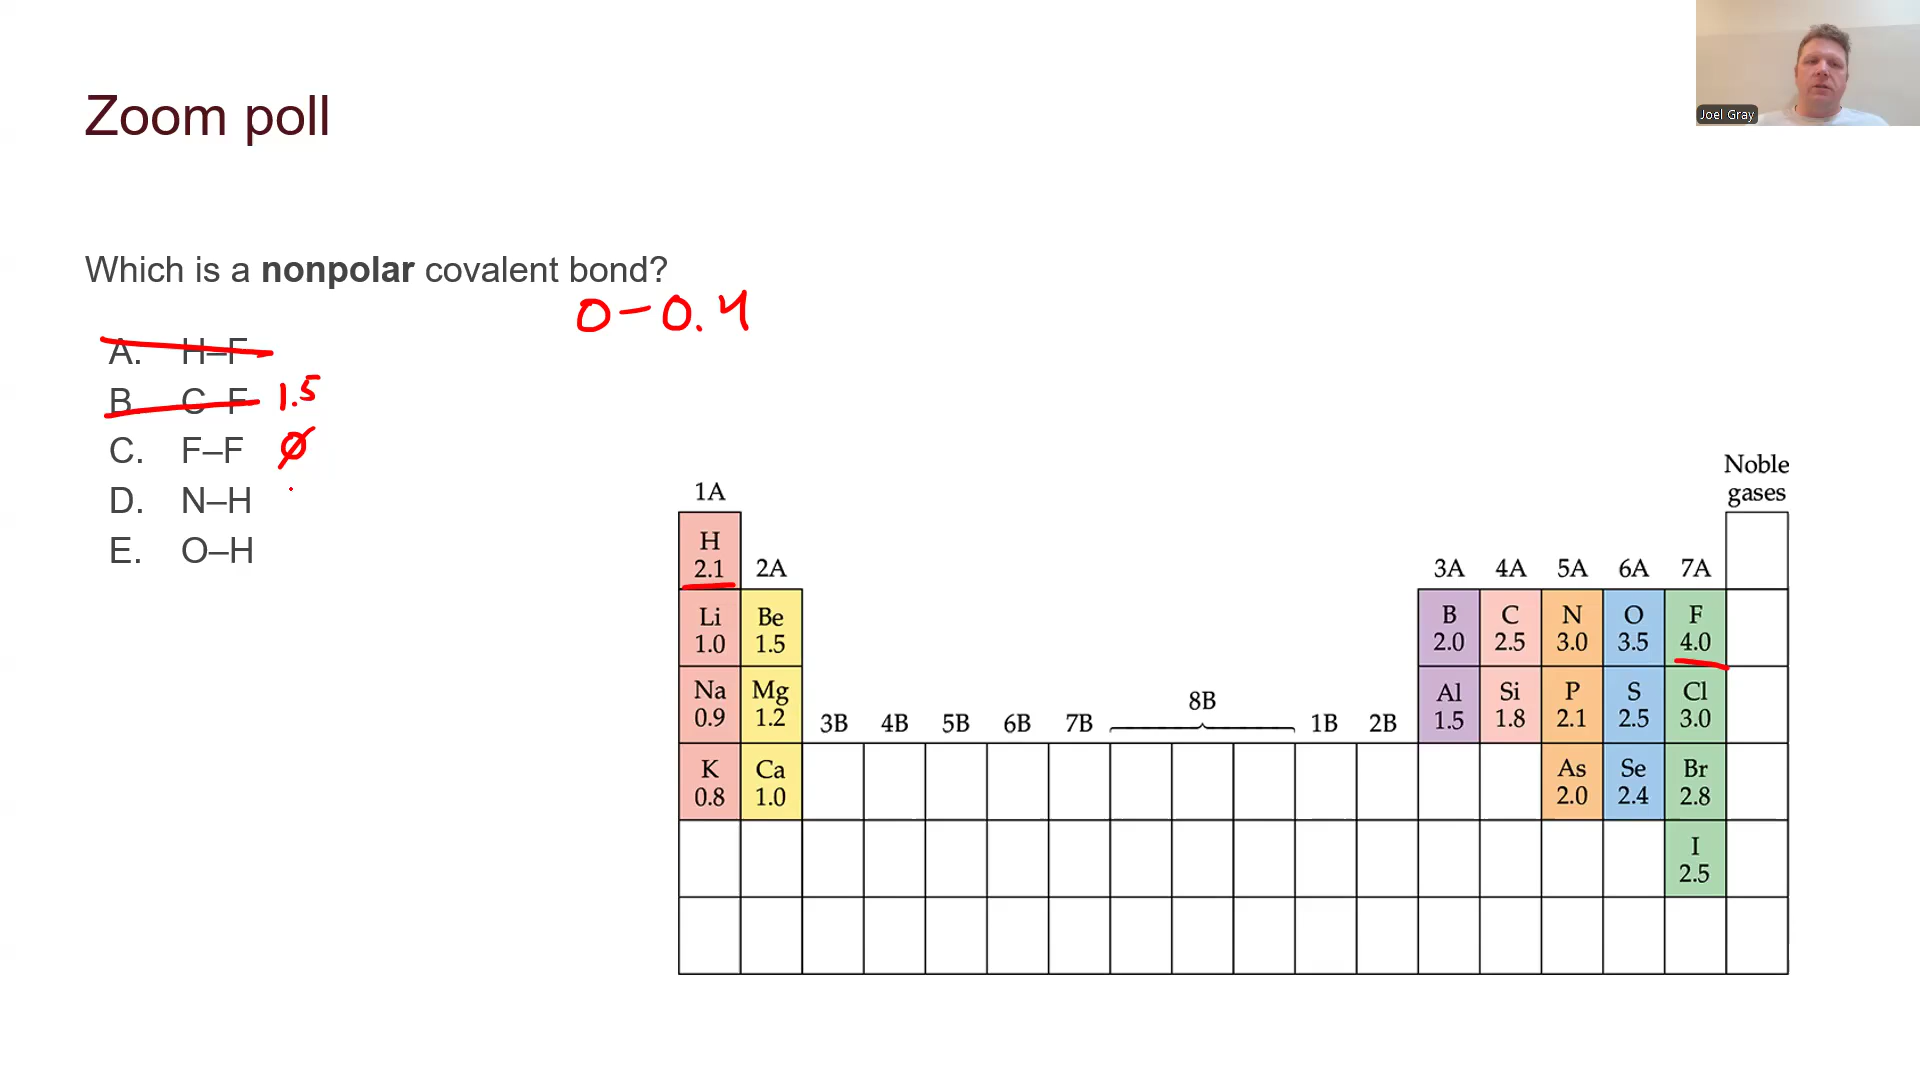 Joel Gray
Zoom poll
Which is a nonpolar covalent bond?
0–0.4
A. H–F
B. C–F 1.5
C. F–F 0
D. N–H
E. O–H
Noble
gases
1A
H
2.1
2A 3A 4A 5A 6A 7A
Li Be B C N O F
1.0 1.5 2.0 2.5 3.0 3.5 4.0
Na Mg 8B Al Si P S Cl
0.9 1.2 3B 4B 5B 6B 7B 1B 2B 1.5 1.8 2.1 2.5 3.0
K Ca As Se Br
0.8 1.0 2.0 2.4 2.8
I
2.5